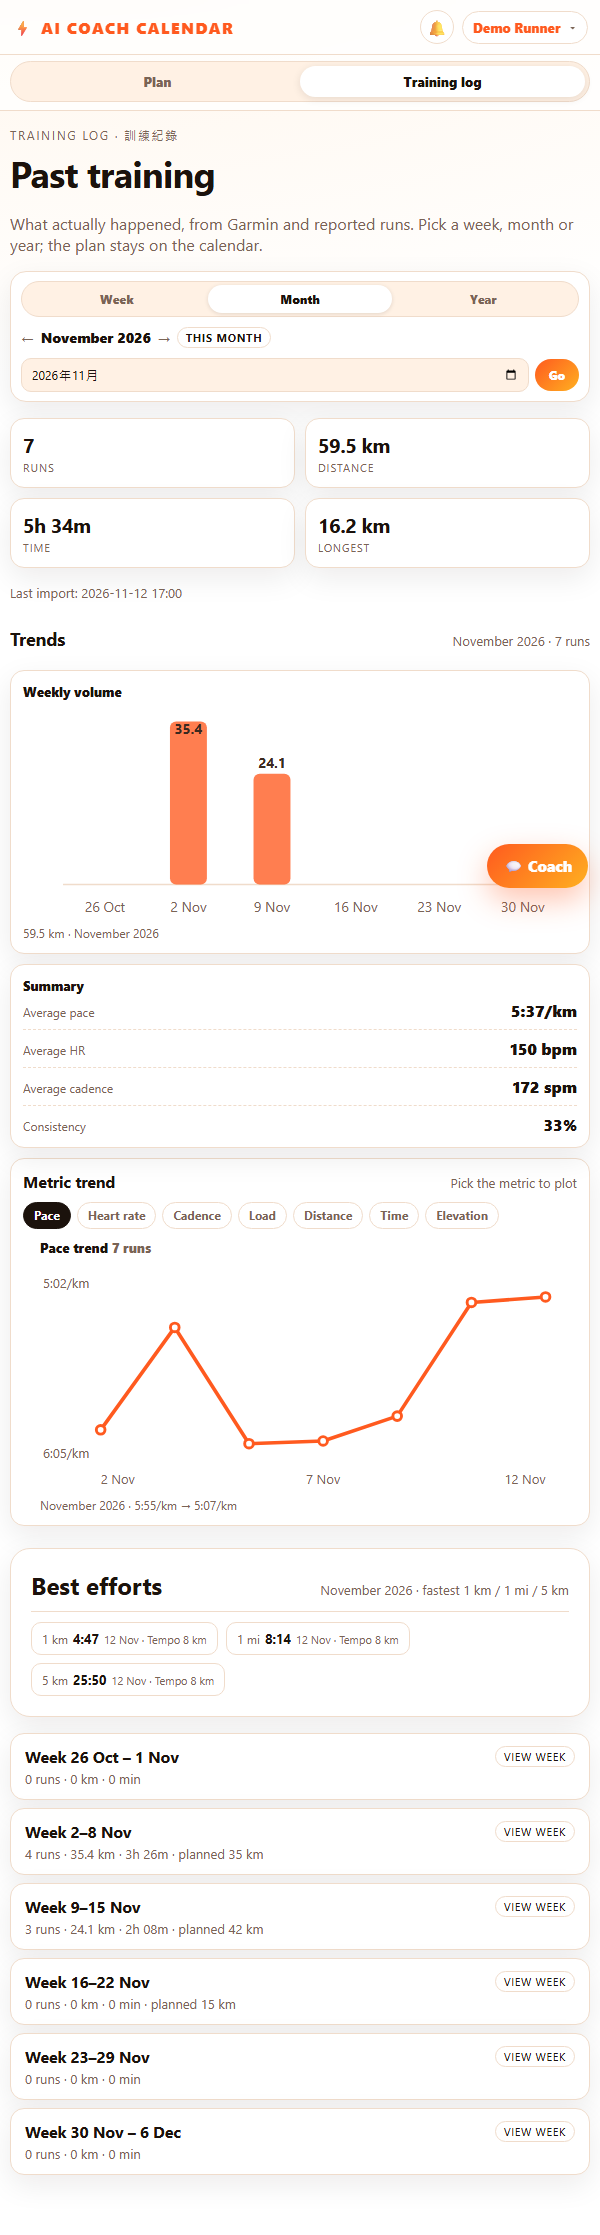 AI COACH CALENDAR
Demo Runner
Plan
Training log
TRAINING LOG · 訓練紀錄
Past training
What actually happened, from Garmin and reported runs. Pick a week, month or
year; the plan stays on the calendar.
Week
Month
Year
← November 2026 → THIS MONTH
2026年11月
Go
7
RUNS
59.5 km
DISTANCE
5h 34m
TIME
16.2 km
LONGEST
Last import: 2026-11-12 17:00
Trends
November 2026 · 7 runs
Weekly volume
35.4
24.1
Coach
26 Oct
2 Nov
9 Nov
16 Nov
23 Nov
30 Nov
59.5 km · November 2026
Summary
Average pace
5:37/km
Average HR
150 bpm
Average cadence
172 spm
Consistency
33%
Metric trend
Pick the metric to plot
Pace
Heart rate
Cadence
Load
Distance
Time
Elevation
Pace trend 7 runs
5:02/km
6:05/km
2 Nov
7 Nov
12 Nov
November 2026 · 5:55/km → 5:07/km
Best efforts
November 2026 · fastest 1 km / 1 mi / 5 km
1 km 4:47 12 Nov · Tempo 8 km
1 mi 8:14 12 Nov · Tempo 8 km
5 km 25:50 12 Nov · Tempo 8 km
Week 26 Oct – 1 Nov
VIEW WEEK
0 runs · 0 km · 0 min
Week 2–8 Nov
VIEW WEEK
4 runs · 35.4 km · 3h 26m · planned 35 km
Week 9–15 Nov
VIEW WEEK
3 runs · 24.1 km · 2h 08m · planned 42 km
Week 16–22 Nov
VIEW WEEK
0 runs · 0 km · 0 min · planned 15 km
Week 23–29 Nov
VIEW WEEK
0 runs · 0 km · 0 min
Week 30 Nov – 6 Dec
VIEW WEEK
0 runs · 0 km · 0 min